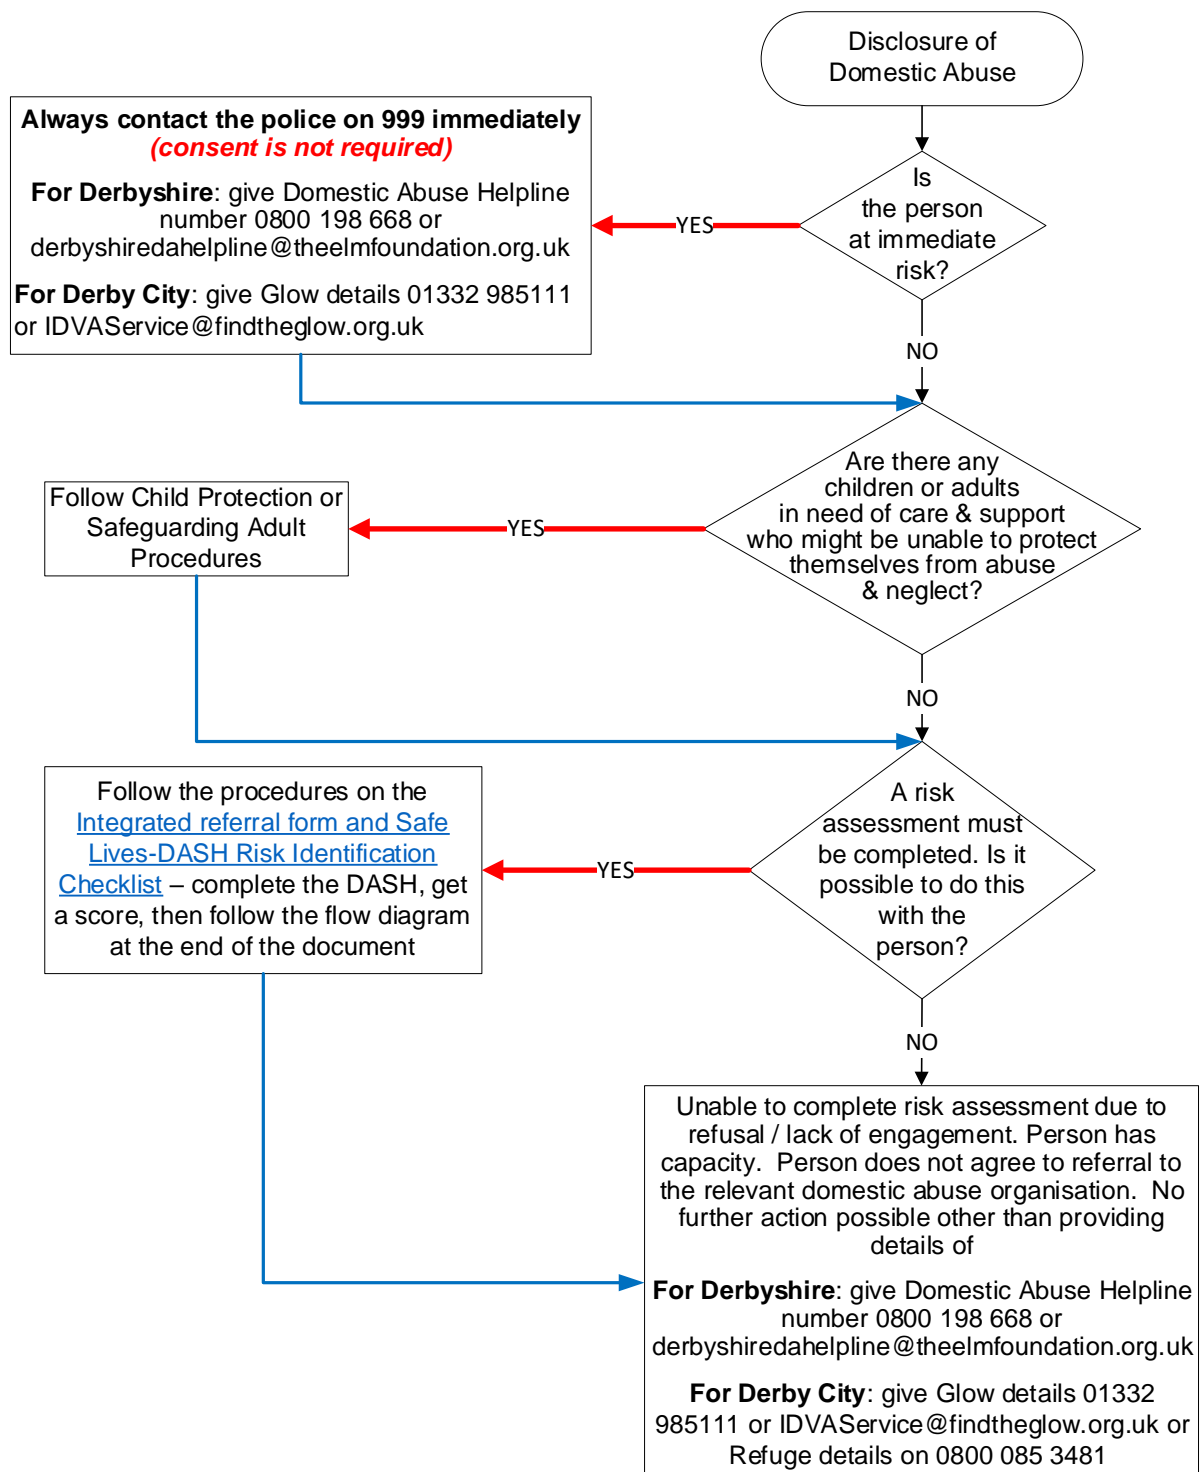 Disclosure of
Domestic Abuse
Always contact the police on 999 immediately
(consent is not required)
For Derbyshire: give Domestic Abuse Helpline
number 0800 198 668 or
derbyshiredahelpline@theelmfoundation.org.uk
For Derby City: give Glow details 01332 985111
or IDVAService@findtheglow.org.uk
Is
the person
at immediate
risk?
YES
NO
Are there any
children or adults
in need of care & support
who might be unable to protect
themselves from abuse
& neglect?
YES
Follow Child Protection or
Safeguarding Adult
Procedures
NO
A risk
assessment must
be completed. Is it
possible to do this
with the
person?
YES
Follow the procedures on the
Integrated referral form and Safe
Lives-DASH Risk Identification
Checklist – complete the DASH, get
a score, then follow the flow diagram
at the end of the document
NO
Unable to complete risk assessment due to
refusal / lack of engagement. Person has
capacity.  Person does not agree to referral to
the relevant domestic abuse organisation.  No
further action possible other than providing
details of
For Derbyshire: give Domestic Abuse Helpline
number 0800 198 668 or
derbyshiredahelpline@theelmfoundation.org.uk
For Derby City: give Glow details 01332
985111 or IDVAService@findtheglow.org.uk or
Refuge details on 0800 085 3481